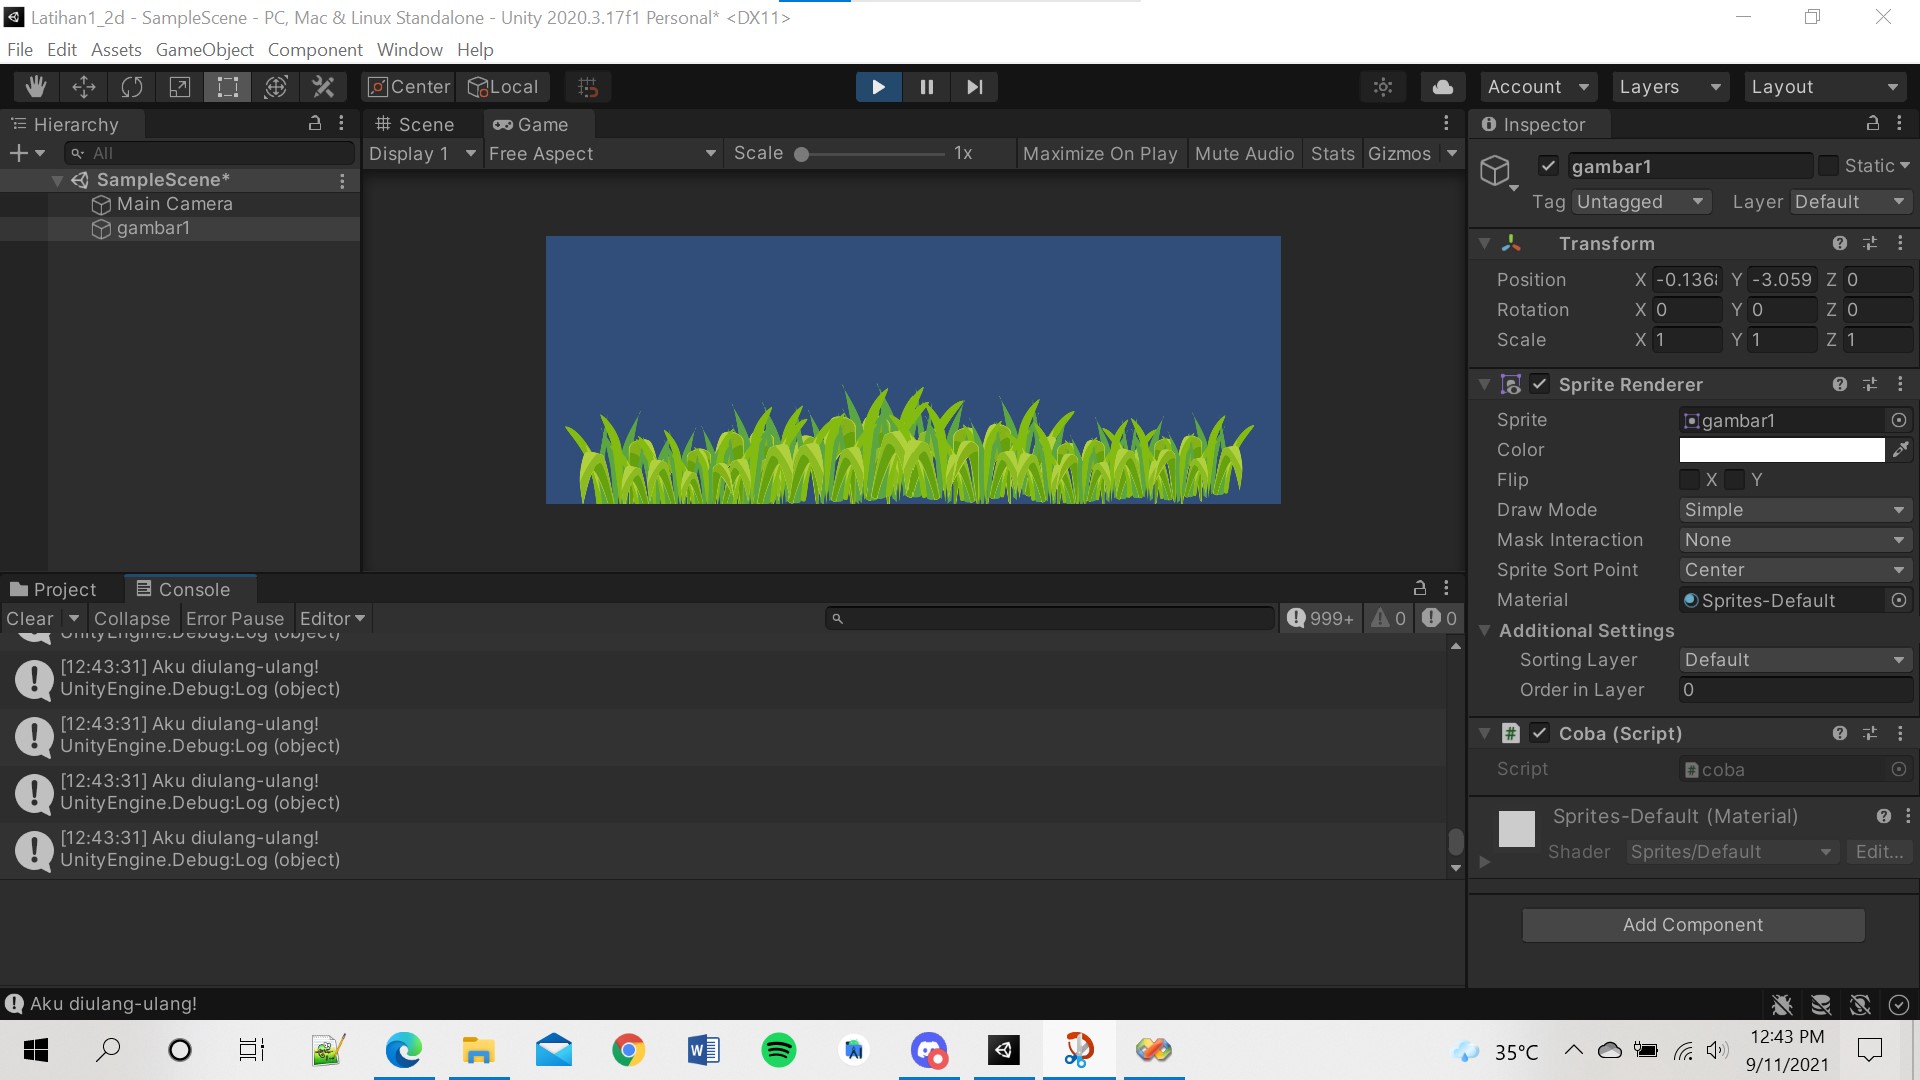 Latihan1_2d - SampleScene - PC, Mac & Linux Standalone - Unity 2020.3.17f1 Personal* <DX11>
File Edit Assets GameObject Component Window Help
Center Local Account Layers Layout
Hierarchy
All
SampleScene*
Main Camera
gambar1
Scene Game
Display 1 Free Aspect Scale 1x Maximize On Play Mute Audio Stats Gizmos
Inspector
gambar1 Static
Tag Untagged Layer Default
Transform
Position X -0.136 Y -3.059 Z 0
Rotation X 0 Y 0 Z 0
Scale X 1 Y 1 Z 1
Sprite Renderer
Sprite gambar1
Color
Flip X Y
Draw Mode Simple
Mask Interaction None
Sprite Sort Point Center
Material Sprites-Default
Additional Settings
Sorting Layer Default
Order in Layer 0
# Coba (Script)
Script # coba
Sprites-Default (Material)
Shader Sprites/Default Edit...
Add Component
Project Console
Clear Collapse Error Pause Editor 999+ 0 0
UnityEngine.Debug:Log (object)
[12:43:31] Aku diulang-ulang!
UnityEngine.Debug:Log (object)
[12:43:31] Aku diulang-ulang!
UnityEngine.Debug:Log (object)
[12:43:31] Aku diulang-ulang!
UnityEngine.Debug:Log (object)
[12:43:31] Aku diulang-ulang!
UnityEngine.Debug:Log (object)
Aku diulang-ulang!
35°C
12:43 PM
9/11/2021